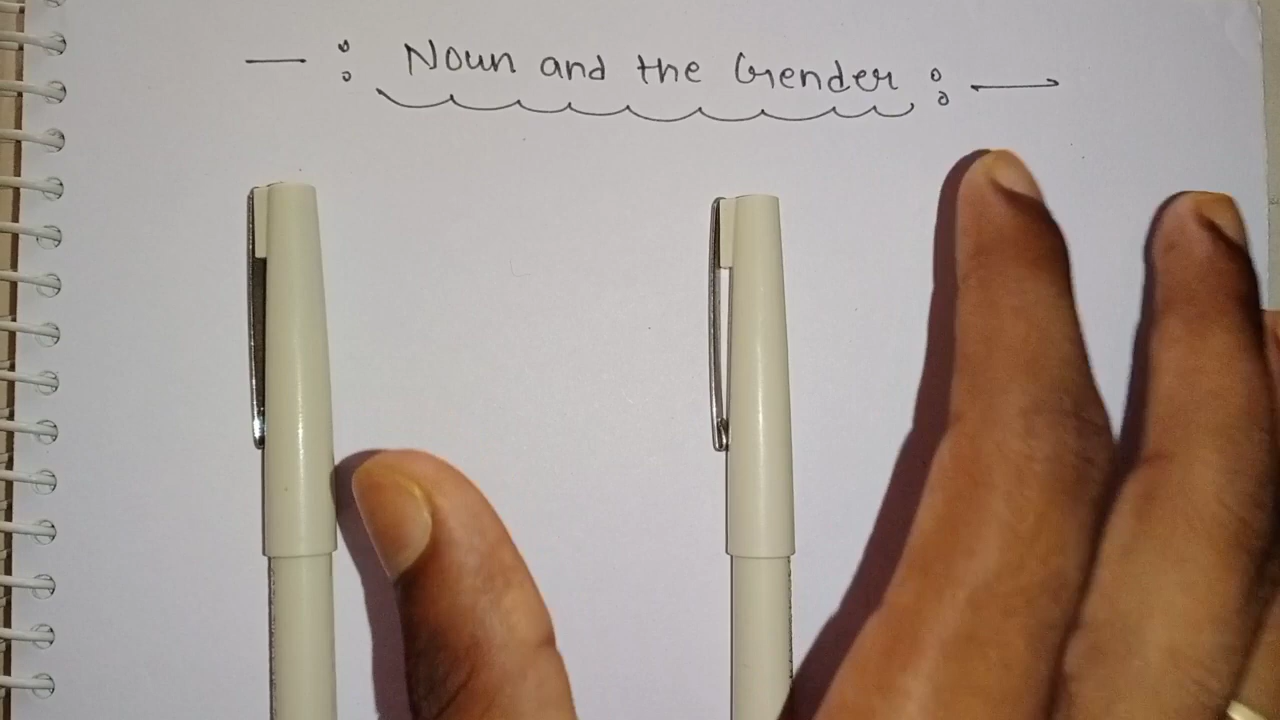 —: Noun and the Gender :→